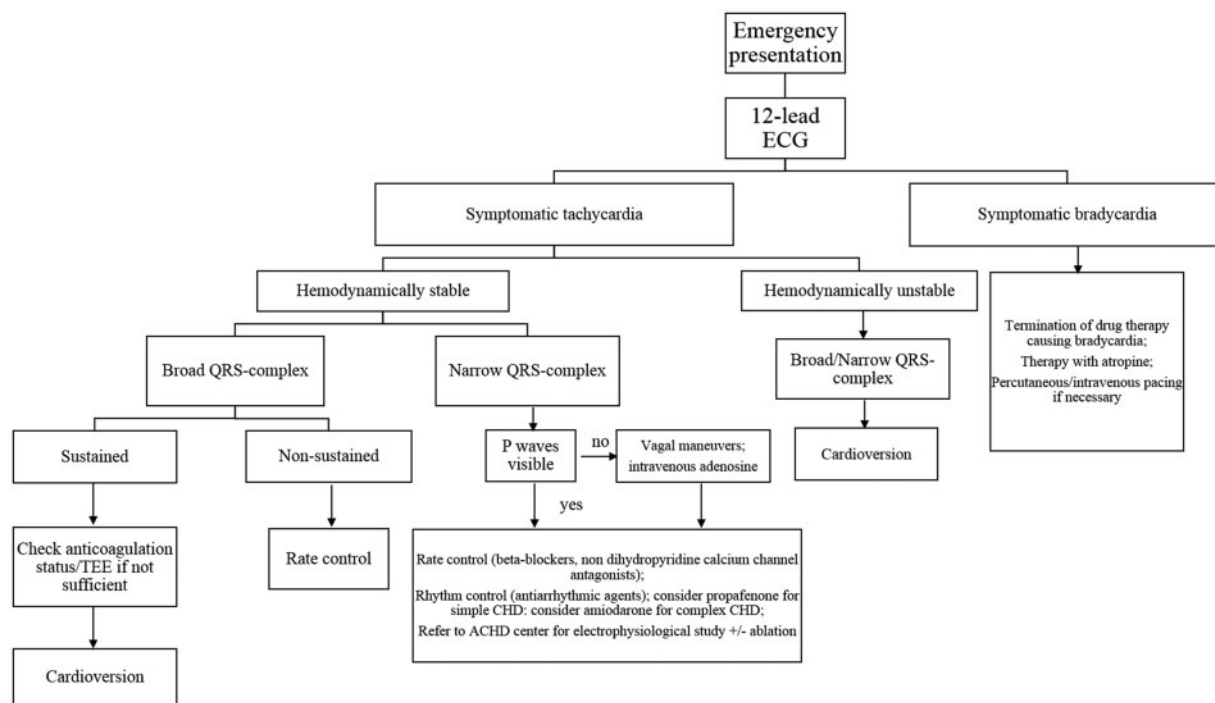 Emergency
presentation
12-lead
ECG
Symptomatic tachycardia
Symptomatic bradycardia
Hemodynamically stable
Hemodynamically unstable
Termination of drug therapy
causing bradycardia;
Therapy with atropine;
Percutaneous/intravenous pacing
if necessary
Broad QRS-complex
Narrow QRS-complex
Broad/Narrow QRS-
complex
Sustained
Non-sustained
P waves
visible
no
Vagal maneuvers;
intravenous adenosine
Cardioversion
yes
Check anticoagulation
status/TEE if not
sufficient
Rate control
Rate control (beta-blockers, non dihydropyridine calcium channel
antagonists);
Rhythm control (antiarrhythmic agents); consider propafenone for
simple CHD: consider amiodarone for complex CHD;
Refer to ACHD center for electrophysiological study +/- ablation
Cardioversion